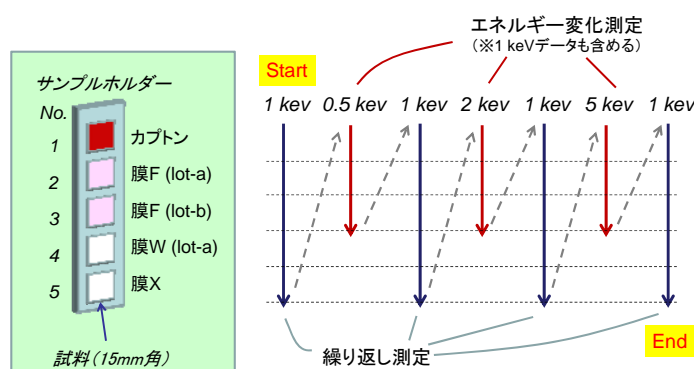 サンプルホルダー
No.
1 カプトン
2 膜F (lot-a)
3 膜F (lot-b)
4 膜W (lot-a)
5 膜X
試料(15mm角)
エネルギー変化測定
(※1 keVデータも含める)
Start
1 kev 0.5 kev 1 kev 2 kev 1 kev 5 kev 1 kev
End
繰り返し測定